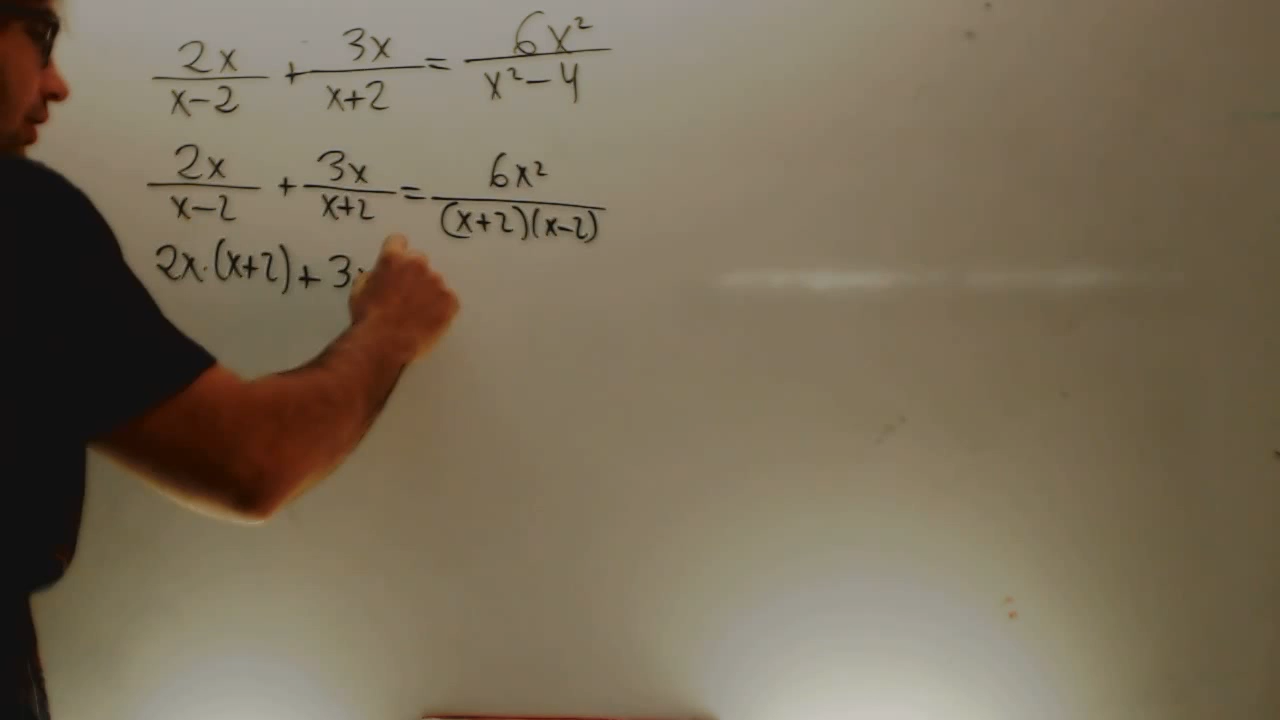 2x/(x-2) + 3x/(x+2) = 6x²/(x²-4)
2x/(x-2) + 3x/(x+2) = 6x²/((x+2)(x-2))
2x·(x+2) + 3